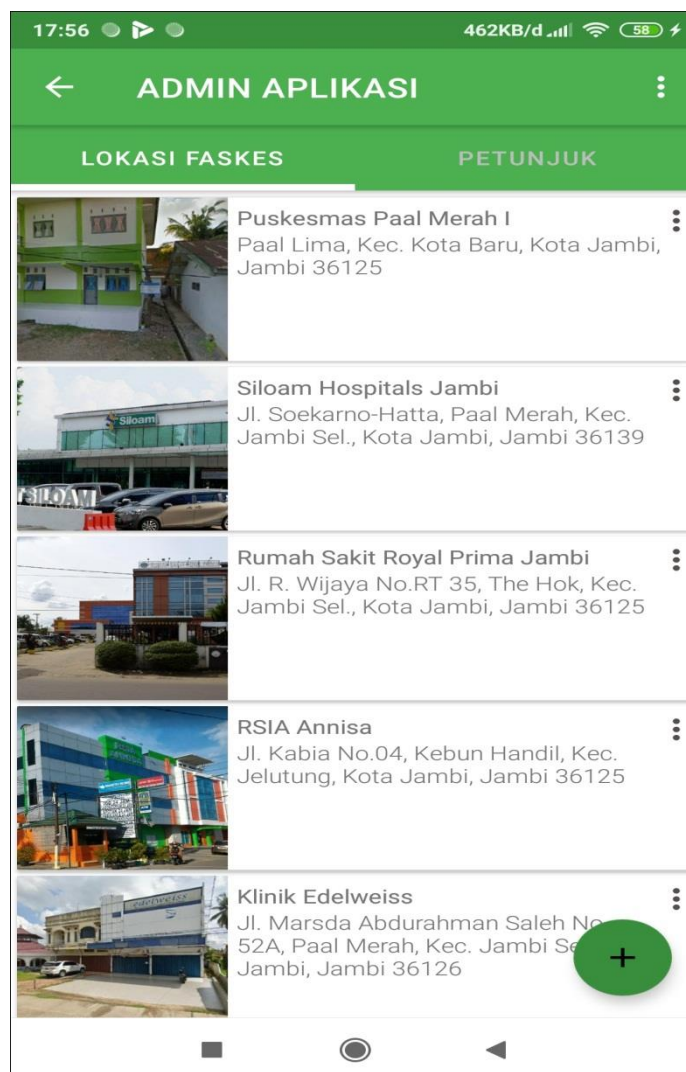 17:56
462KB/d
58
ADMIN APLIKASI
LOKASI FASKES
PETUNJUK
Puskesmas Paal Merah I
Paal Lima, Kec. Kota Baru, Kota Jambi,
Jambi 36125
Siloam
SILOAM
Siloam Hospitals Jambi
Jl. Soekarno-Hatta, Paal Merah, Kec.
Jambi Sel., Kota Jambi, Jambi 36139
Rumah Sakit Royal Prima Jambi
Jl. R. Wijaya No.RT 35, The Hok, Kec.
Jambi Sel., Kota Jambi, Jambi 36125
RSIA Annisa
Jl. Kabia No.04, Kebun Handil, Kec.
Jelutung, Kota Jambi, Jambi 36125
edelweiss
Klinik Edelweiss
Jl. Marsda Abdurahman Saleh No
52A, Paal Merah, Kec. Jambi Se
Jambi, Jambi 36126
+